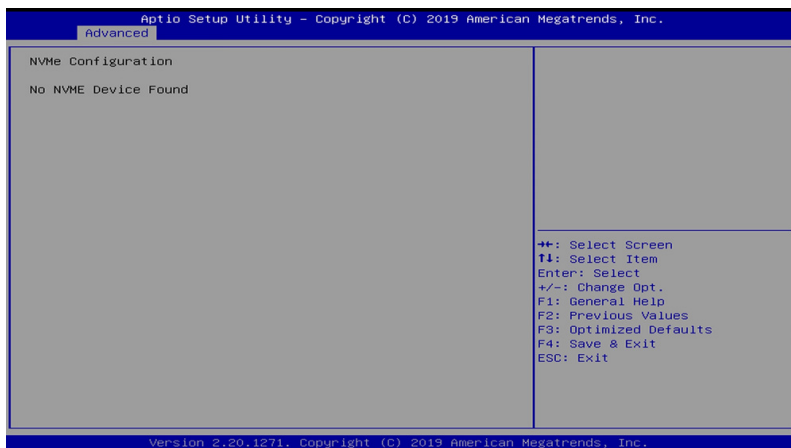 Aptio Setup Utility – Copyright (C) 2019 American Megatrends, Inc.
Advanced
NVMe Configuration
No NVME Device Found
→←: Select Screen
↑↓: Select Item
Enter: Select
+/-: Change Opt.
F1: General Help
F2: Previous Values
F3: Optimized Defaults
F4: Save & Exit
ESC: Exit
Version 2.20.1271. Copyright (C) 2019 American Megatrends, Inc.